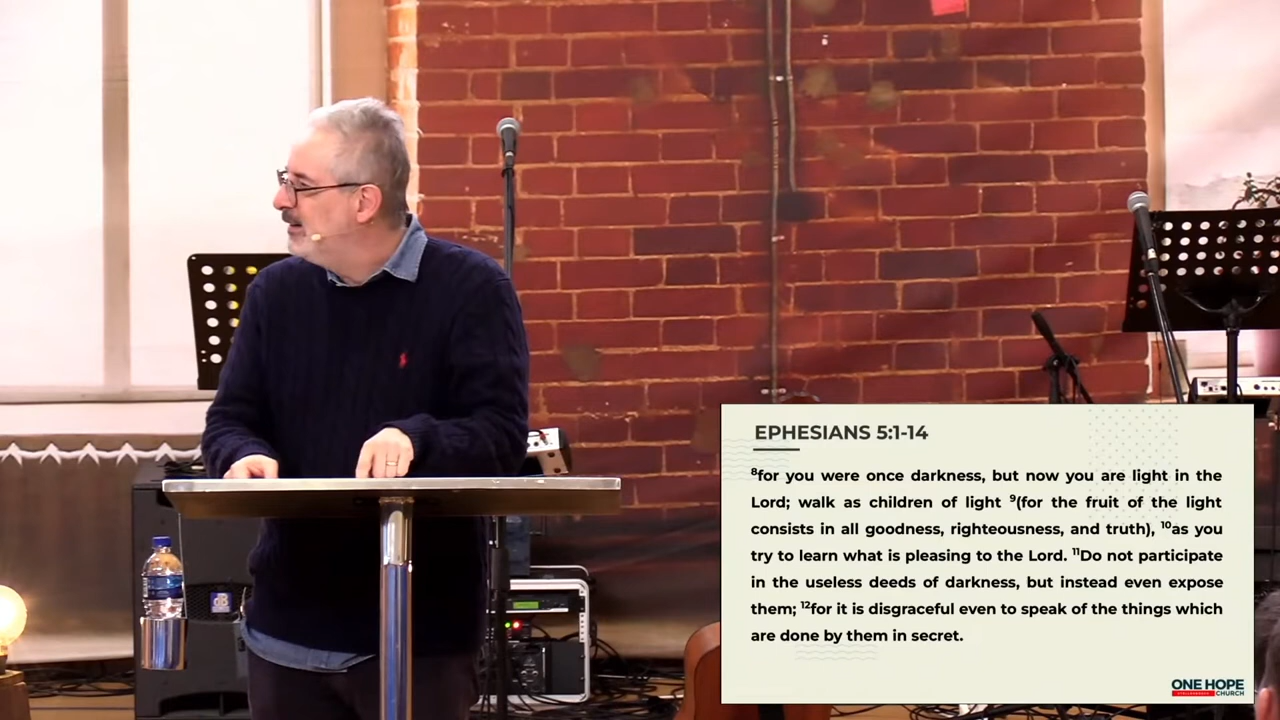 EPHESIANS 5:1-14
⁸for you were once darkness, but now you are light in the
Lord; walk as children of light ⁹(for the fruit of the light
consists in all goodness, righteousness, and truth), ¹⁰as you
try to learn what is pleasing to the Lord. ¹¹Do not participate
in the useless deeds of darkness, but instead even expose
them; ¹²for it is disgraceful even to speak of the things which
are done by them in secret.
ONE HOPE
STELLENBOSCH CHURCH
dB